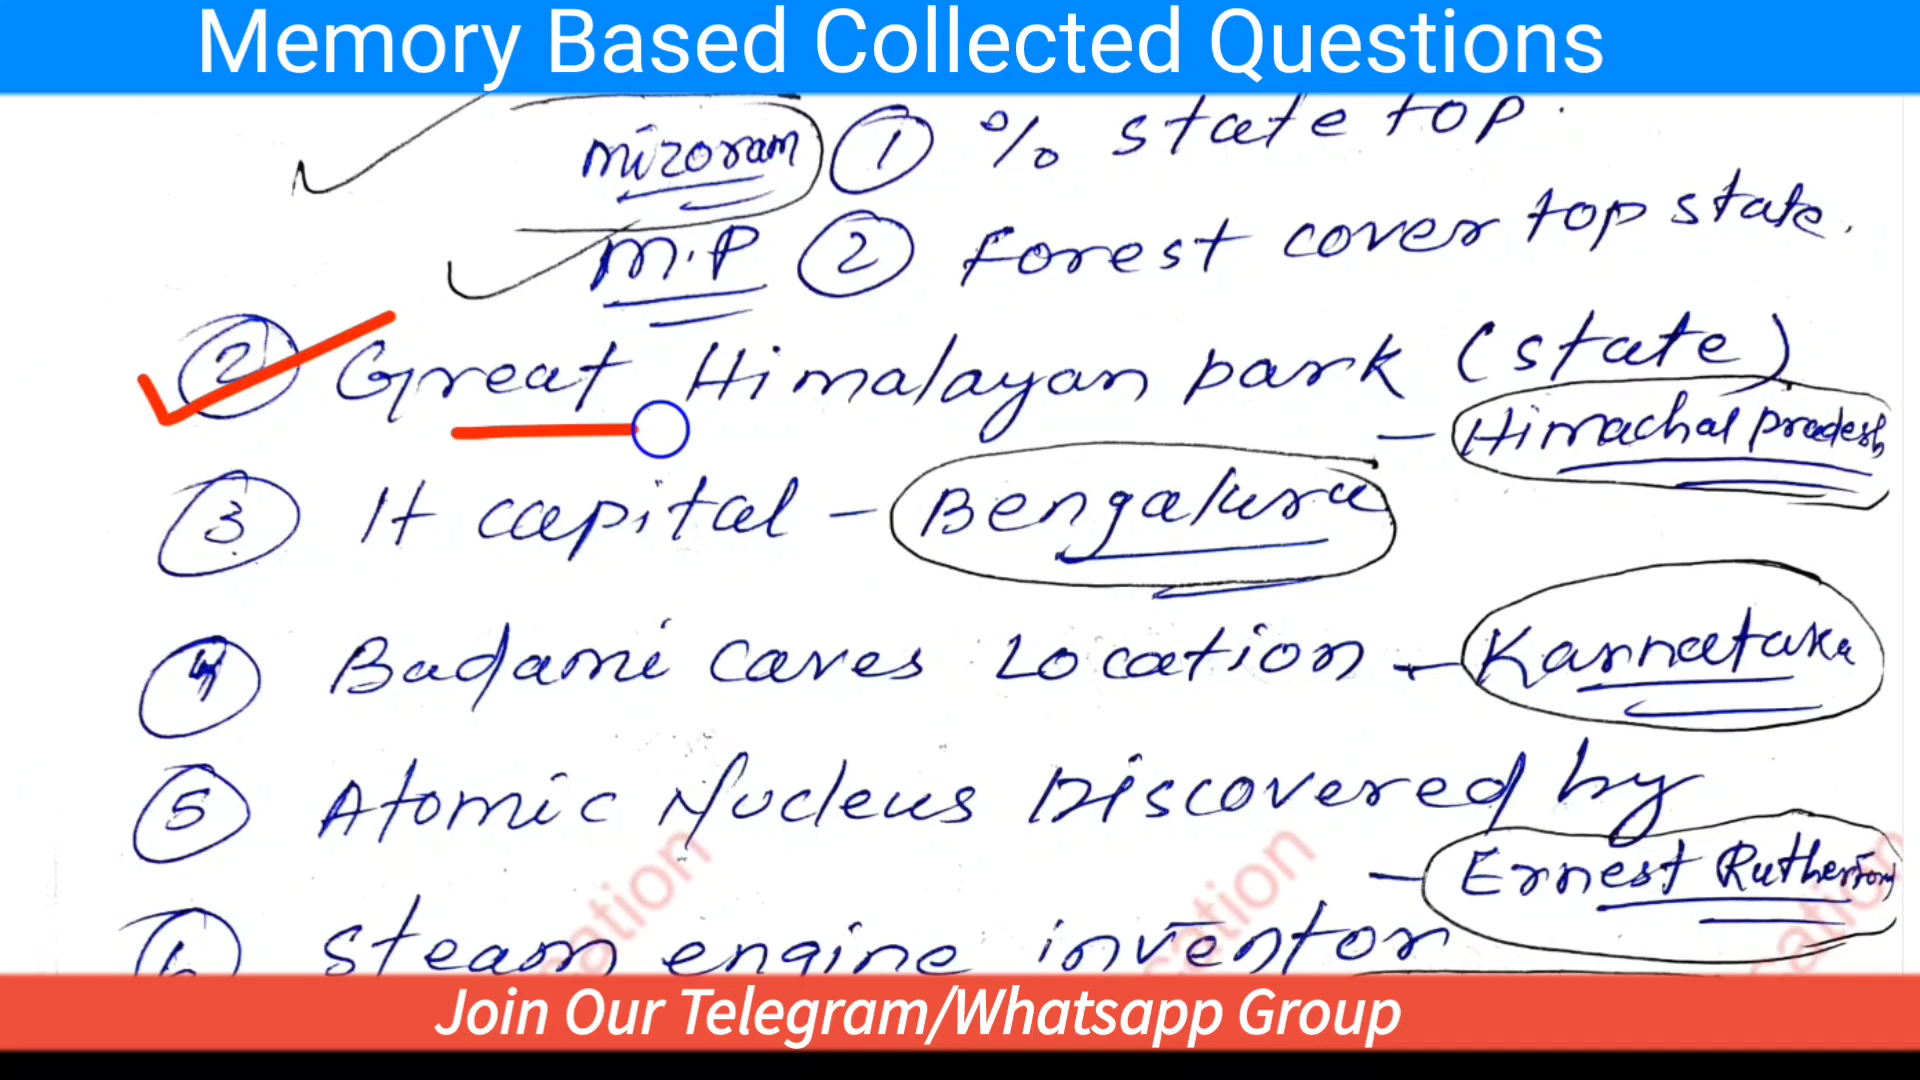 Memory Based Collected Questions
mizoram ① % state top.
M.P ② Forest cover top state.
② Great Himalayan park (state)
— Himachal pradesh
③ It capital - Bengaluru
④ Badami caves Location - Karnataka
⑤ Atomic Nucleus Discovered by
— Ernest Rutherford
⑥ Steam engine inventor
Join Our Telegram/Whatsapp Group